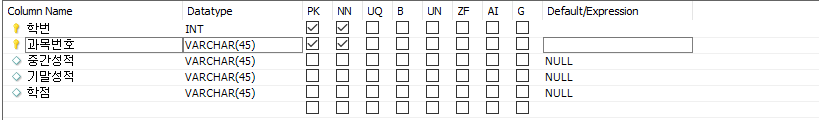 Column Name Datatype PK NN UQ B UN ZF AI G Default/Expression
학번 INT
과목번호 VARCHAR(45)
중간성적 VARCHAR(45) NULL
기말성적 VARCHAR(45) NULL
학점 VARCHAR(45) NULL